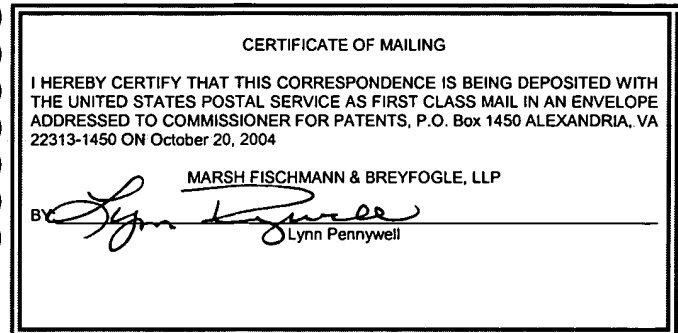 CERTIFICATE OF MAILING
I HEREBY CERTIFY THAT THIS CORRESPONDENCE IS BEING DEPOSITED WITH
THE UNITED STATES POSTAL SERVICE AS FIRST CLASS MAIL IN AN ENVELOPE
ADDRESSED TO COMMISSIONER FOR PATENTS, P.O. Box 1450 ALEXANDRIA, VA
22313-1450 ON October 20, 2004
MARSH FISCHMANN & BREYFOGLE, LLP
BY: Lynn Pennywell
Lynn Pennywell